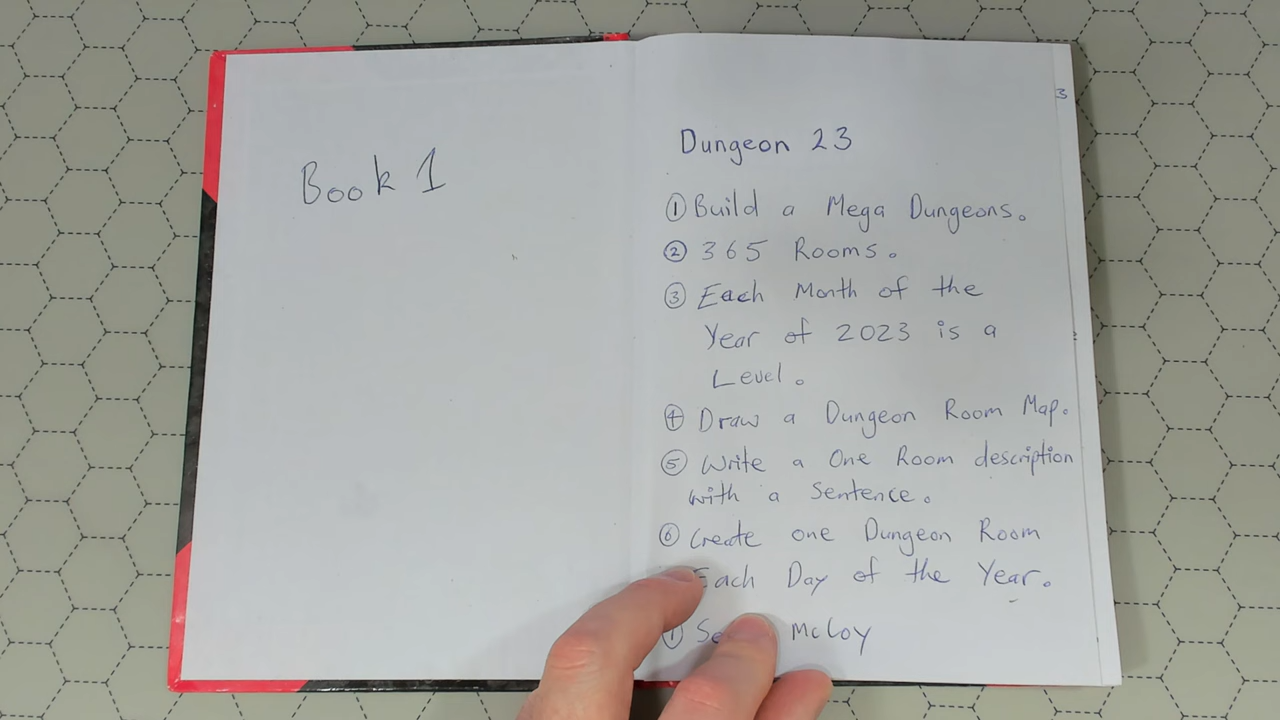 Book 1
3
Dungeon 23
① Build a Mega Dungeons.
② 365 Rooms.
③ Each Month of the
Year of 2023 is a
Level.
④ Draw a Dungeon Room Map.
⑤ Write a One Room description
with a Sentence.
⑥ Create one Dungeon Room
Each Day of the Year.
McCoy